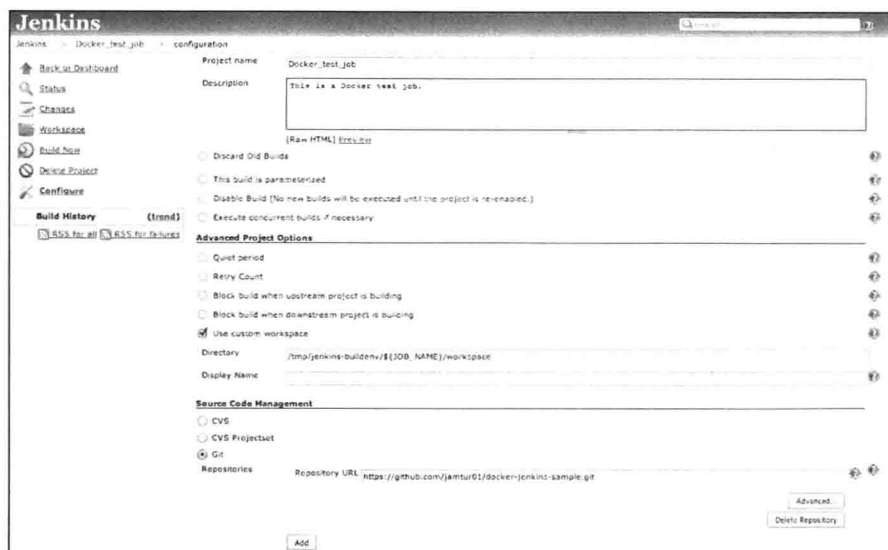 Jenkins
Jenkins Docker_test_job configuration
Back to Dashboard
Status
Changes
Workspace
Build Now
Delete Project
Configure
Build History (trend)
RSS for all RSS for failures
Project name Docker_test_job
Description This is a Docker test job.
[Raw HTML] Preview
Discard Old Builds
This build is parameterized
Disable Build (No new builds will be executed until the project is re-enabled.)
Execute concurrent builds if necessary
Advanced Project Options
Quiet period
Retry Count
Block build when upstream project is building
Block build when downstream project is building
Use custom workspace
Directory /tmp/jenkins-buildenv/${JOB_NAME}/workspace
Display Name
Source Code Management
CVS
CVS Projectset
Git
Repositories Repository URL https://github.com/jamtur01/docker-jenkins-sample.git
Advanced...
Delete Repository
Add